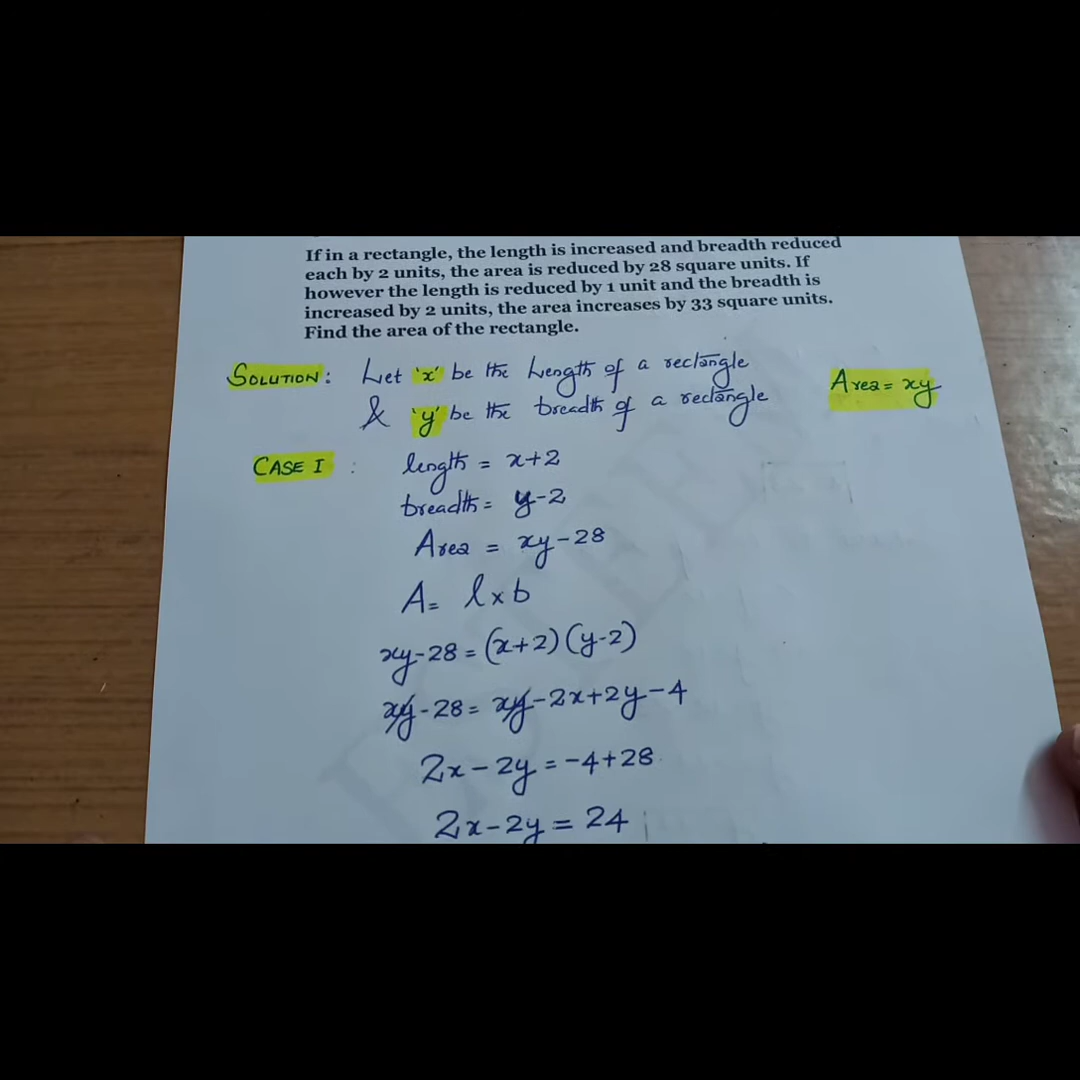 If in a rectangle, the length is increased and breadth reduced
each by 2 units, the area is reduced by 28 square units. If
however the length is reduced by 1 unit and the breadth is
increased by 2 units, the area increases by 33 square units.
Find the area of the rectangle.
SOLUTION: Let 'x' be the Length of a rectangle
& 'y' be the breadth of a rectangle
Area = xy
CASE I : length = x+2
breadth = y-2
Area = xy-28
A = l×b
xy-28 = (x+2)(y-2)
xy-28 = xy-2x+2y-4
2x-2y = -4+28
2x-2y = 24